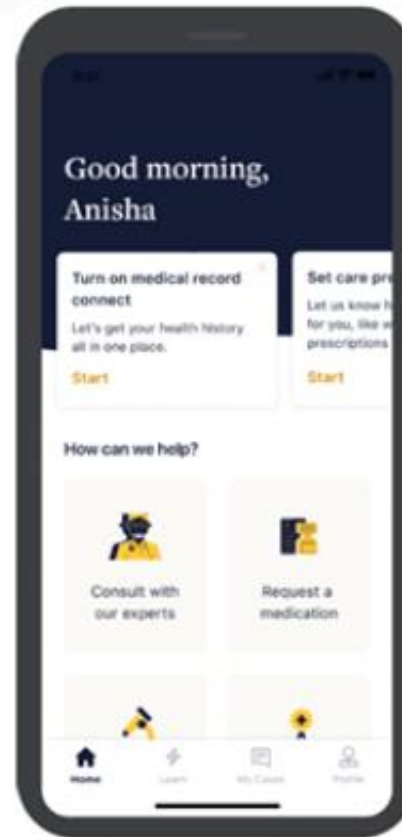 Good morning,
Anisha
Turn on medical record
connect
Let's get your health history
all in one place.
Start
Set care pre
Let us know h
for you, like w
prescriptions
Start
How can we help?
Consult with
our experts
Request a
medication
Home
Learn
My Cases
Profile